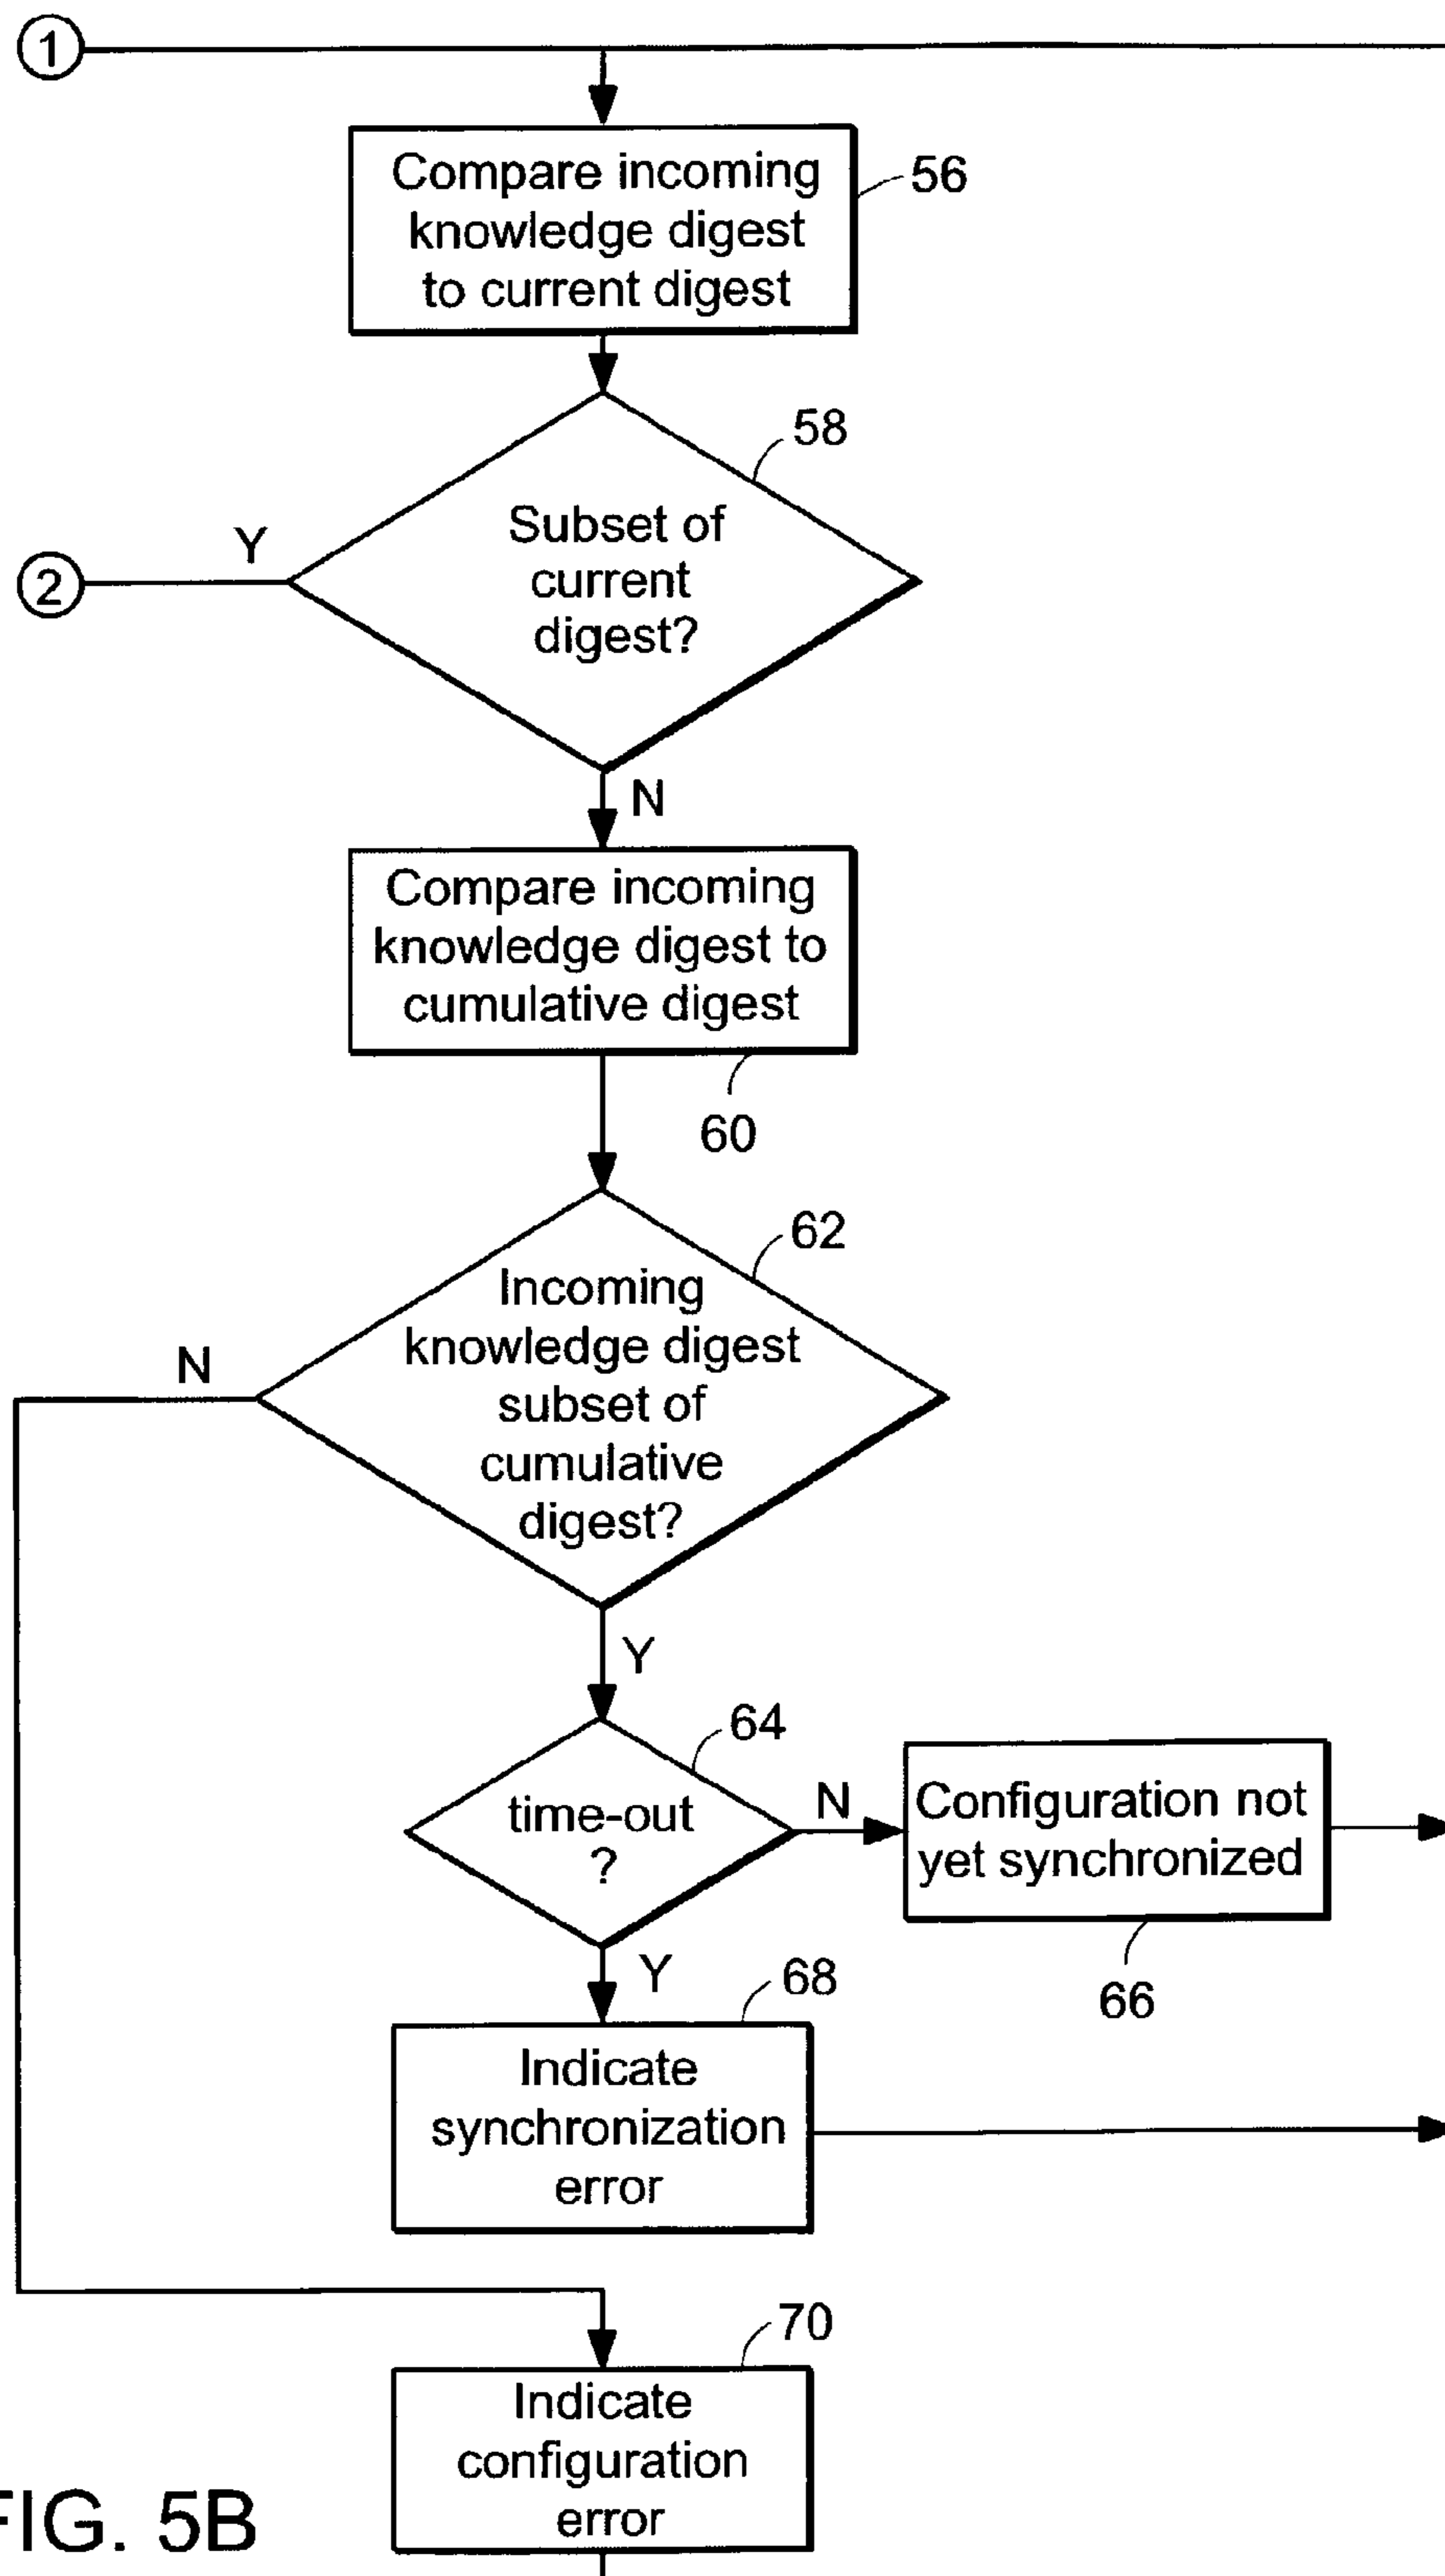 1
Compare incoming
knowledge digest
to current digest
56
58
Subset of
current
digest?
Y
2
N
Compare incoming
knowledge digest to
cumulative digest
60
62
Incoming
knowledge digest
subset of
cumulative
digest?
N
Y
64
time-out
?
N
Configuration not
yet synchronized
66
Y
68
Indicate
synchronization
error
70
Indicate
configuration
error
FIG. 5B